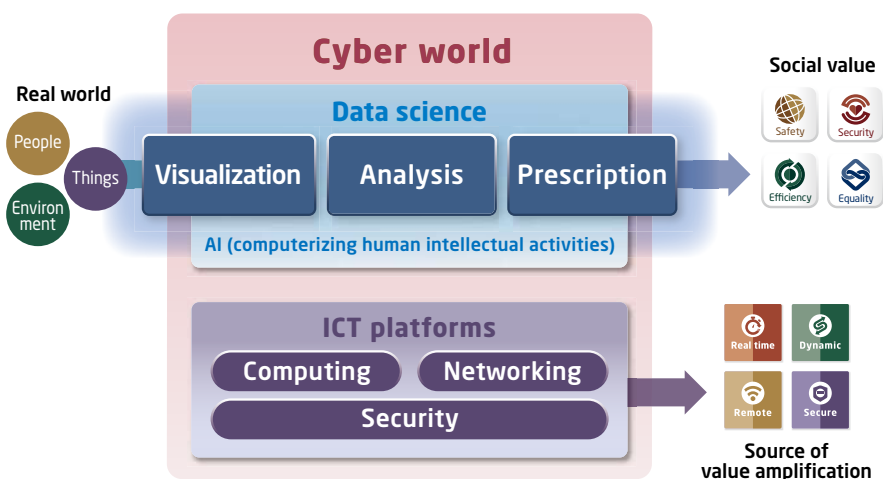 Cyber world
Real world
People
Things
Environ
ment
Data science
Visualization
Analysis
Prescription
AI (computerizing human intellectual activities)
Social value
Safety
Security
Efficiency
Equality
ICT platforms
Computing
Networking
Security
Real time
Dynamic
Remote
Secure
Source of
value amplification